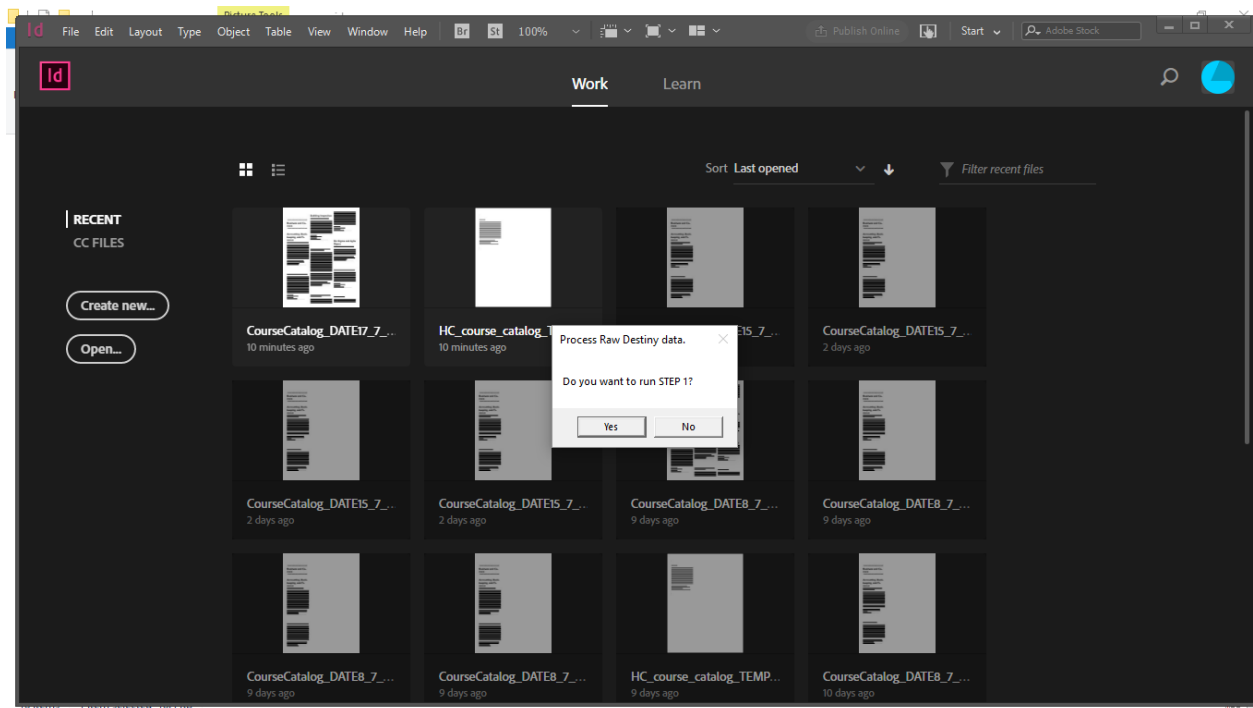 Picture Tools
Id File Edit Layout Type Object Table View Window Help Br St 100% Publish Online Start Adobe Stock
Id Work Learn
Sort Last opened Filter recent files
RECENT
CC FILES
Create new...
Open...
CourseCatalog_DATE17_7_...
10 minutes ago
HC_course_catalog_T
10 minutes ago
E15_7_...
CourseCatalog_DATE15_7_...
2 days ago
Process Raw Destiny data.
Do you want to run STEP 1?
Yes No
CourseCatalog_DATE15_7_...
2 days ago
CourseCatalog_DATE15_7_...
2 days ago
CourseCatalog_DATE8_7_...
9 days ago
CourseCatalog_DATE8_7_...
9 days ago
CourseCatalog_DATE8_7_...
9 days ago
CourseCatalog_DATE8_7_...
9 days ago
HC_course_catalog_TEMP...
9 days ago
CourseCatalog_DATE8_7_...
10 days ago